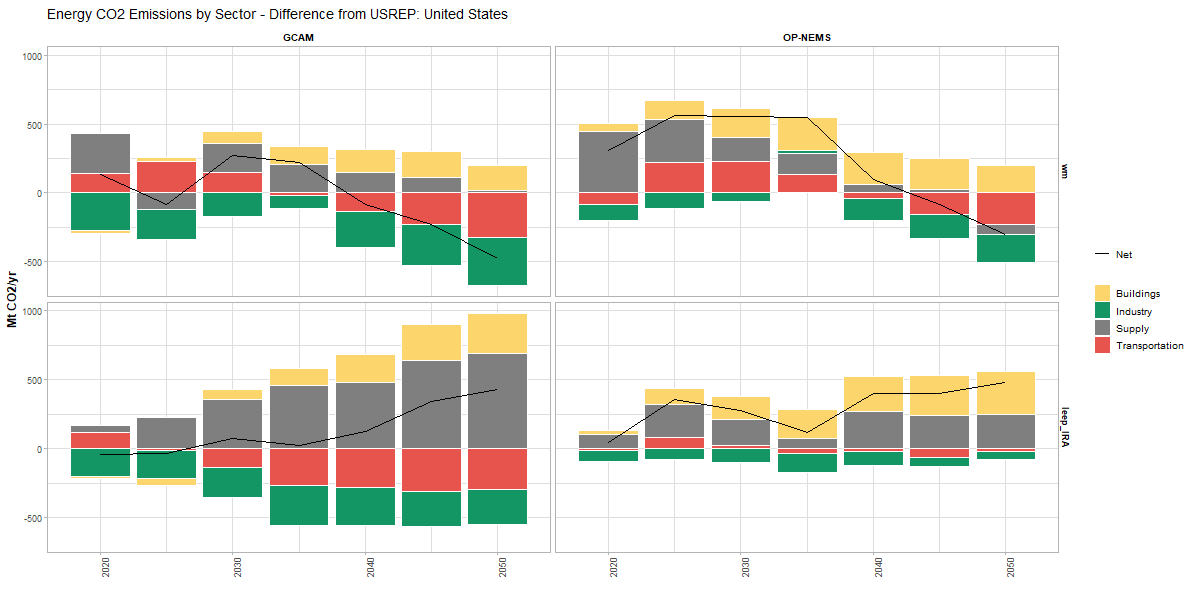 Energy CO2 Emissions by Sector - Difference from USREP: United States
GCAM
OP-NEMS
1000
500
0
-500
wm
1000
500
0
-500
leep_IRA
Mt CO2/yr
2020
2030
2040
2050
2020
2030
2040
2050
Net
Buildings
Industry
Supply
Transportation